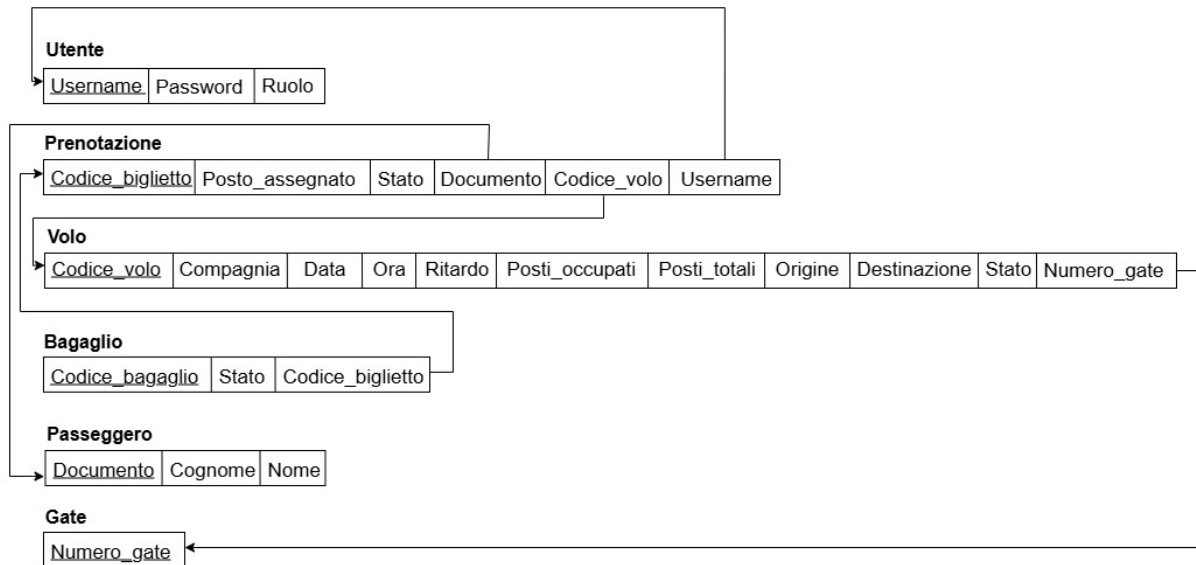 Utente
Username Password Ruolo
Prenotazione
Codice_biglietto Posto_assegnato Stato Documento Codice_volo Username
Volo
Codice_volo Compagnia Data Ora Ritardo Posti_occupati Posti_totali Origine Destinazione Stato Numero_gate
Bagaglio
Codice_bagaglio Stato Codice_biglietto
Passeggero
Documento Cognome Nome
Gate
Numero_gate